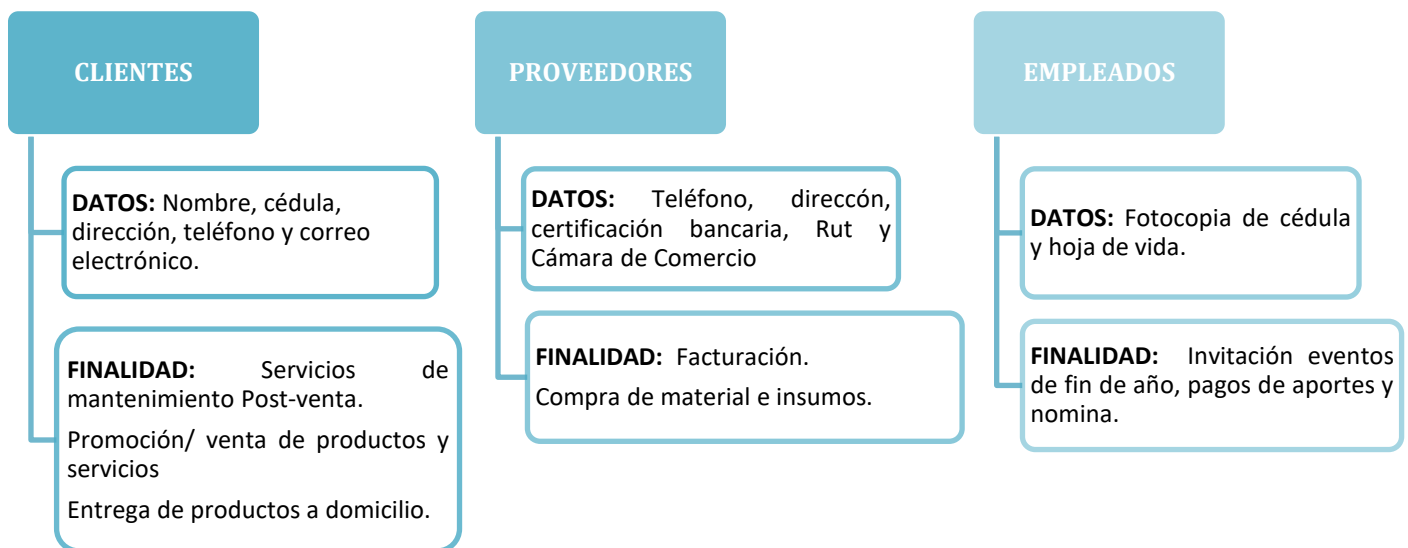 CLIENTES
DATOS: Nombre, cédula,
dirección, teléfono y correo
electrónico.
FINALIDAD: Servicios de
mantenimiento Post-venta.
Promoción/ venta de productos y
servicios
Entrega de productos a domicilio.
PROVEEDORES
DATOS: Teléfono, direccón,
certificación bancaria, Rut y
Cámara de Comercio
FINALIDAD: Facturación.
Compra de material e insumos.
EMPLEADOS
DATOS: Fotocopia de cédula
y hoja de vida.
FINALIDAD: Invitación eventos
de fin de año, pagos de aportes y
nomina.